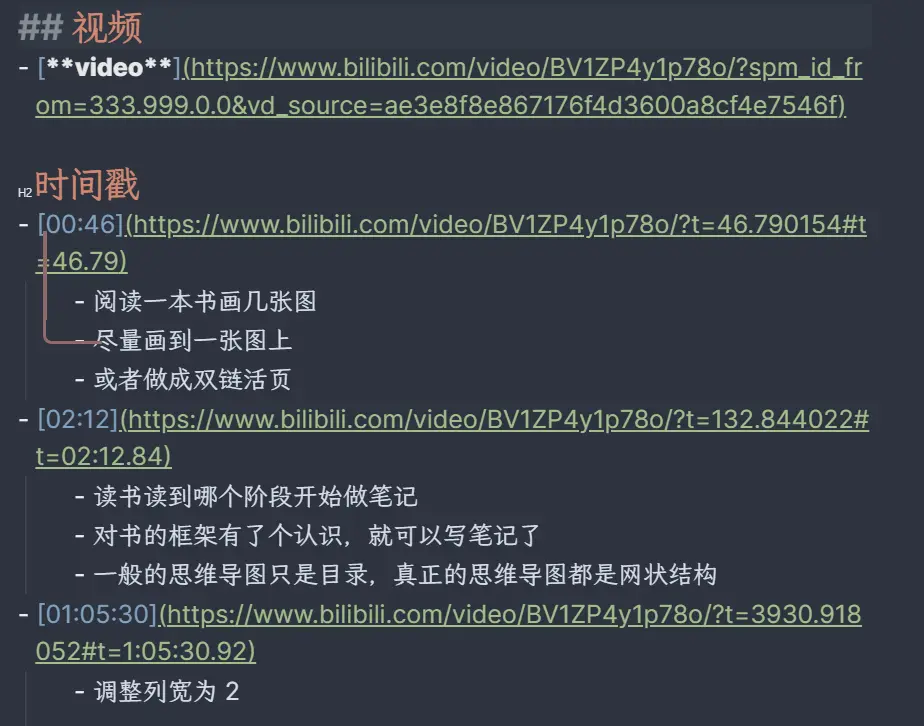 ## 视频
- [**video**](https://www.bilibili.com/video/BV1ZP4y1p78o/?spm_id_fr
om=333.999.0.0&vd_source=ae3e8f8e867176f4d3600a8cf4e7546f)
H2 时间戳
- [00:46](https://www.bilibili.com/video/BV1ZP4y1p78o/?t=46.790154#t
=46.79)
- 阅读一本书画几张图
- 尽量画到一张图上
- 或者做成双链活页
- [02:12](https://www.bilibili.com/video/BV1ZP4y1p78o/?t=132.844022#
t=02:12.84)
- 读书读到哪个阶段开始做笔记
- 对书的框架有了个认识，就可以写笔记了
- 一般的思维导图只是目录，真正的思维导图都是网状结构
- [01:05:30](https://www.bilibili.com/video/BV1ZP4y1p78o/?t=3930.918
052#t=1:05:30.92)
- 调整列宽为 2